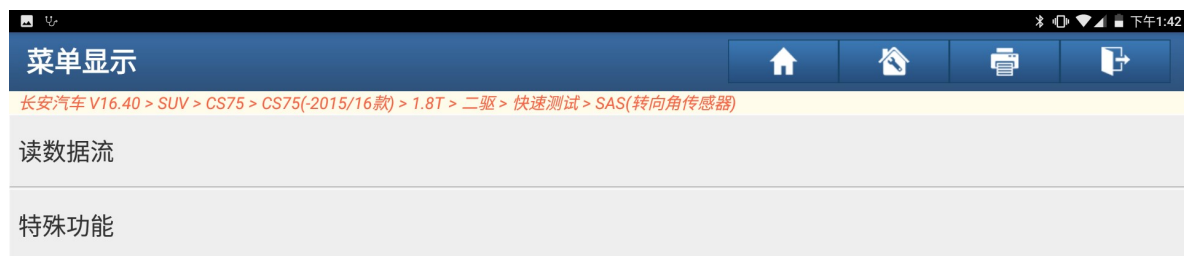 下午1:42
菜单显示
长安汽车 V16.40 > SUV > CS75 > CS75(-2015/16款) > 1.8T > 二驱 > 快速测试 > SAS(转向角传感器)
读数据流
特殊功能